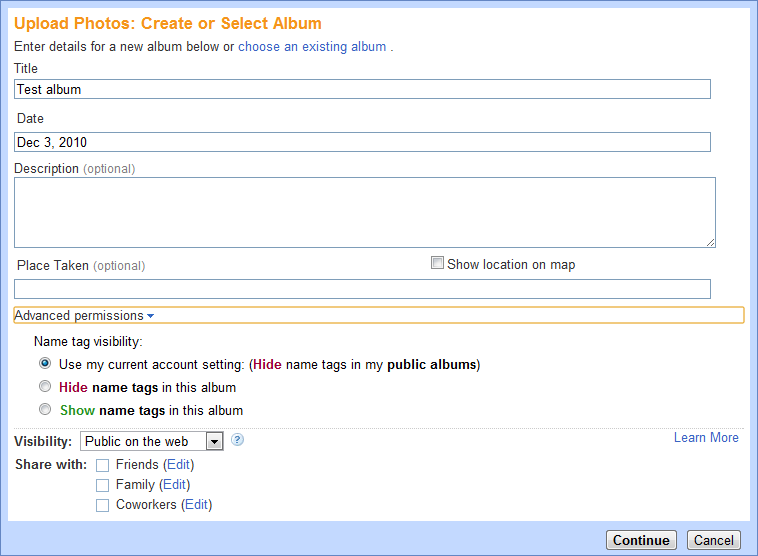 Upload Photos: Create or Select Album
Enter details for a new album below or choose an existing album .
Title
Test album
Date
Dec 3, 2010
Description (optional)
Place Taken (optional)
Show location on map
Advanced permissions
Name tag visibility:
Use my current account setting: (Hide name tags in my public albums)
Hide name tags in this album
Show name tags in this album
Visibility: Public on the web ?
Learn More
Share with: Friends (Edit)
Family (Edit)
Coworkers (Edit)
Continue Cancel